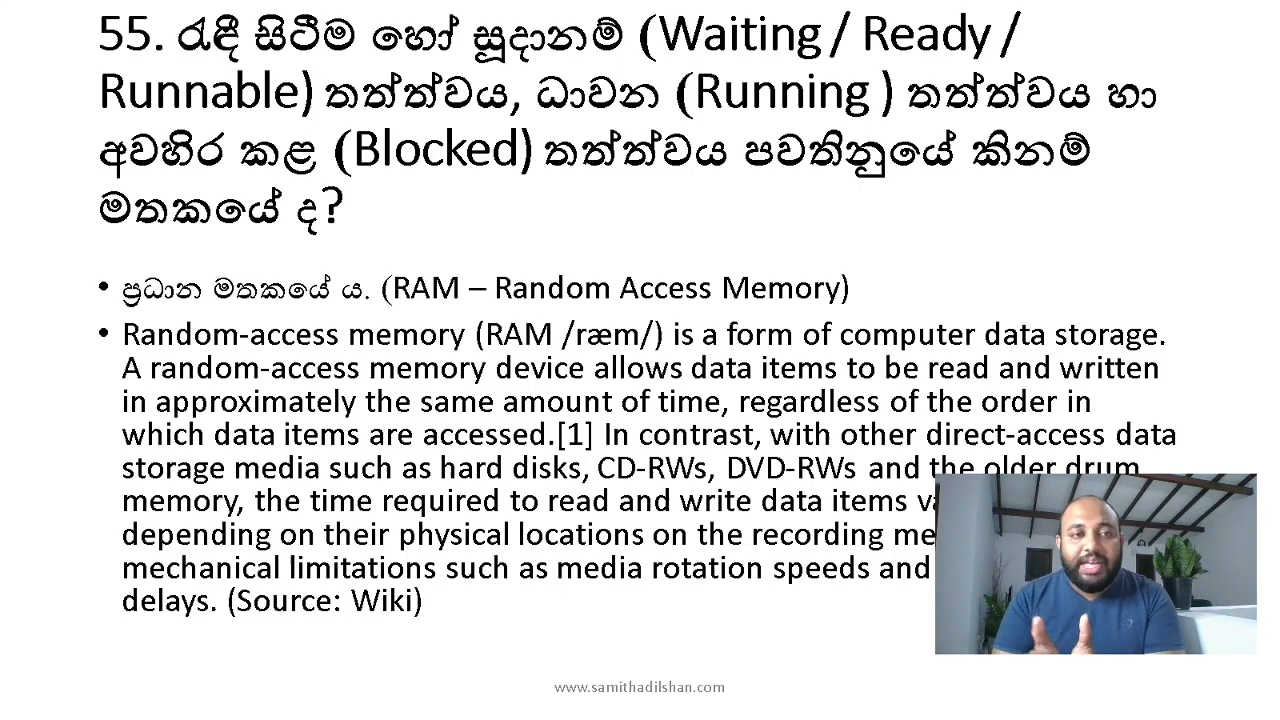 55. රැඳී සිටීම හෝ සූදානම් (Waiting / Ready /
Runnable) තත්ත්වය, ධාවන (Running ) තත්ත්වය හා
අවහිර කළ (Blocked) තත්ත්වය පවතිනුයේ කිනම්
මතකයේ ද?
• ප්‍රධාන මතකයේ ය. (RAM – Random Access Memory)
• Random-access memory (RAM /ræm/) is a form of computer data storage.
A random-access memory device allows data items to be read and written
in approximately the same amount of time, regardless of the order in
which data items are accessed.[1] In contrast, with other direct-access data
storage media such as hard disks, CD-RWs, DVD-RWs and the older drum
memory, the time required to read and write data items
depending on their physical locations on the recording
mechanical limitations such as media rotation speeds and
delays. (Source: Wiki)
www.samithadilshan.com